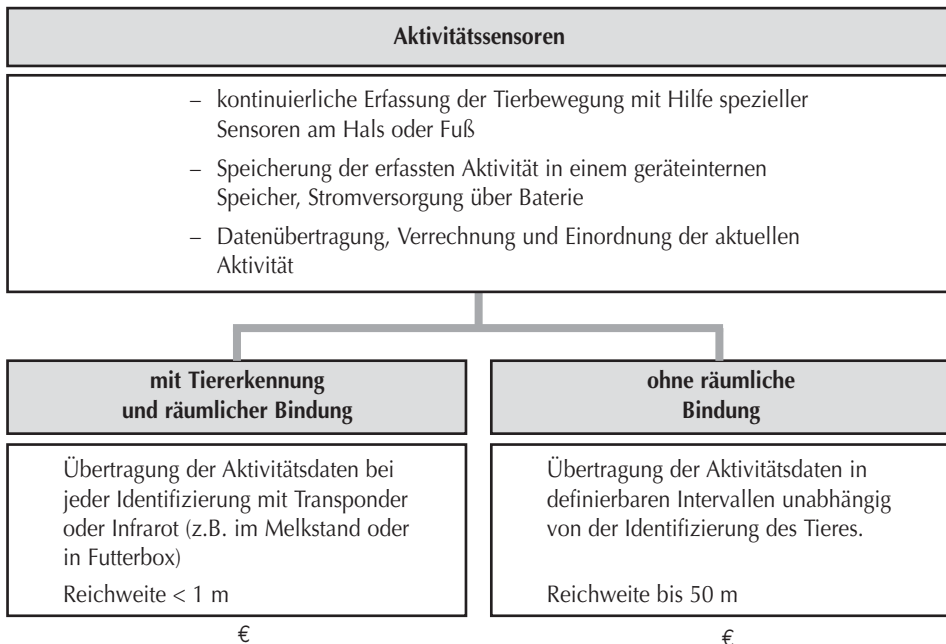 Aktivitätssensoren
– kontinuierliche Erfassung der Tierbewegung mit Hilfe spezieller
Sensoren am Hals oder Fuß
– Speicherung der erfassten Aktivität in einem geräteinternen
Speicher, Stromversorgung über Baterie
– Datenübertragung, Verrechnung und Einordnung der aktuellen
Aktivität
mit Tiererkennung
und räumlicher Bindung
Übertragung der Aktivitätsdaten bei
jeder Identifizierung mit Transponder
oder Infrarot (z.B. im Melkstand oder
in Futterbox)
Reichweite < 1 m
€
ohne räumliche
Bindung
Übertragung der Aktivitätsdaten in
definierbaren Intervallen unabhängig
von der Identifizierung des Tieres.
Reichweite bis 50 m
€